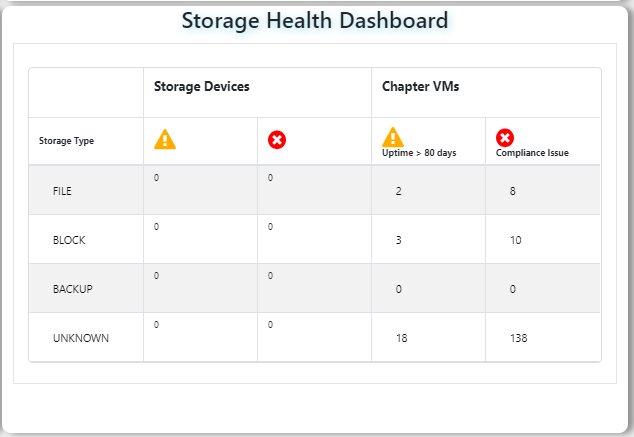 Storage Health Dashboard
Storage Devices Chapter VMs
Storage Type Uptime > 80 days Compliance Issue
FILE 0 0 2 8
BLOCK 0 0 3 10
BACKUP 0 0 0 0
UNKNOWN 0 0 18 138